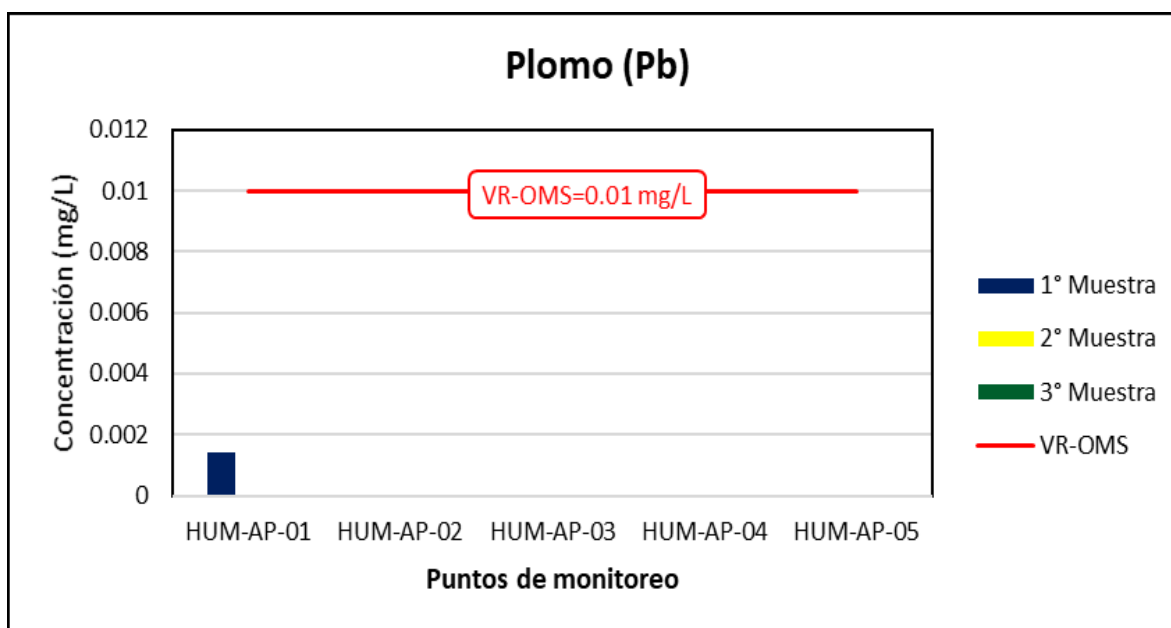 Plomo (Pb)
Concentración (mg/L)
0.012
0.01
0.008
0.006
0.004
0.002
0
VR-OMS=0.01 mg/L
HUM-AP-01 HUM-AP-02 HUM-AP-03 HUM-AP-04 HUM-AP-05
Puntos de monitoreo
1° Muestra
2° Muestra
3° Muestra
VR-OMS